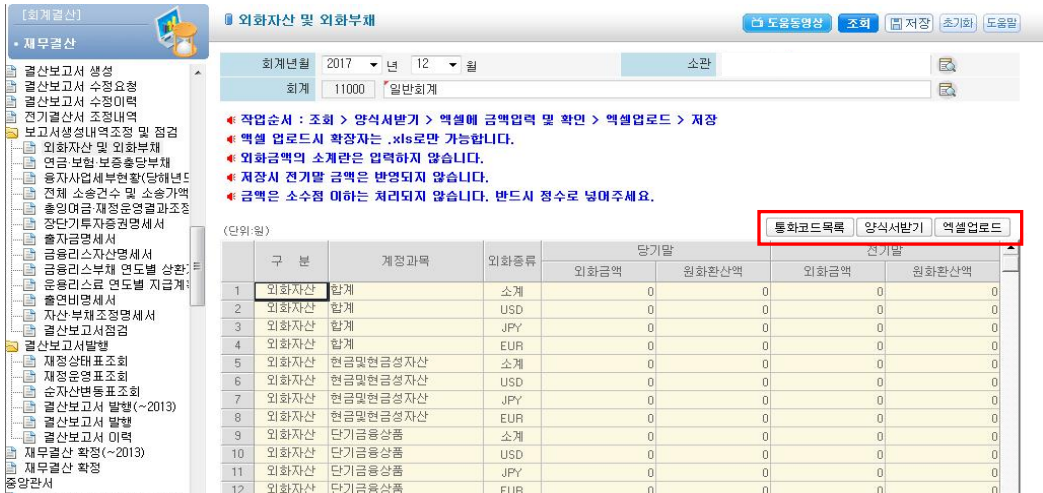 [회계결산]
• 재무결산
결산보고서 생성
결산보고서 수정요청
결산보고서 수정이력
전기결산서 조정내역
보고서생성내역조정 및 점검
외화자산 및 외화부채
연금·보험·보증충당부채
융자사업세부현황(당해년도
전체 소송건수 및 소송가액
총잉여금·재정운영결과조정
장단기투자증권명세서
출자금명세서
금융리스자산명세서
금융리스부채 연도별 상환
운용리스료 연도별 지급계획
출연비명세서
자산·부채조정명세서
결산보고서점검
결산보고서발행
재정상태표조회
재정운영표조회
순자산변동표조회
결산보고서 발행(~2013)
결산보고서 발행
결산보고서 이력
재무결산 확정(~2013)
재무결산 확정
중앙관서
외화자산 및 외화부채
도움동영상 조회 저장 초기화 도움말
회계년월 2017 년 12 월 소관
회계 11000 일반회계
작업순서 : 조회 > 양식서받기 > 엑셀에 금액입력 및 확인 > 엑셀업로드 > 저장
엑셀 업로드시 확장자는 .xls로만 가능합니다.
외화금액의 소계란은 입력하지 않습니다.
저장시 전기말 금액은 반영되지 않습니다.
금액은 소수점 이하는 처리되지 않습니다. 반드시 정수로 넣어주세요.
(단위:원) 통화코드목록 양식서받기 엑셀업로드
구 분 계정과목 외화종류 당기말 전기말
외화금액 원화환산액 외화금액 원화환산액
1 외화자산 합계 소계 0 0 0 0
2 외화자산 합계 USD 0 0 0 0
3 외화자산 합계 JPY 0 0 0 0
4 외화자산 합계 EUR 0 0 0 0
5 외화자산 현금및현금성자산 소계 0 0 0 0
6 외화자산 현금및현금성자산 USD 0 0 0 0
7 외화자산 현금및현금성자산 JPY 0 0 0 0
8 외화자산 현금및현금성자산 EUR 0 0 0 0
9 외화자산 단기금융상품 소계 0 0 0 0
10 외화자산 단기금융상품 USD 0 0 0 0
11 외화자산 단기금융상품 JPY 0 0 0 0
12 외화자산 단기금융상품 EUR 0 0 0 0